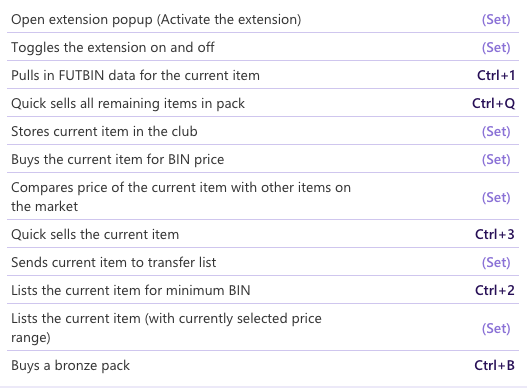 Open extension popup (Activate the extension) (Set)
Toggles the extension on and off (Set)
Pulls in FUTBIN data for the current item Ctrl+1
Quick sells all remaining items in pack Ctrl+Q
Stores current item in the club (Set)
Buys the current item for BIN price (Set)
Compares price of the current item with other items on
the market (Set)
Quick sells the current item Ctrl+3
Sends current item to transfer list (Set)
Lists the current item for minimum BIN Ctrl+2
Lists the current item (with currently selected price
range) (Set)
Buys a bronze pack Ctrl+B